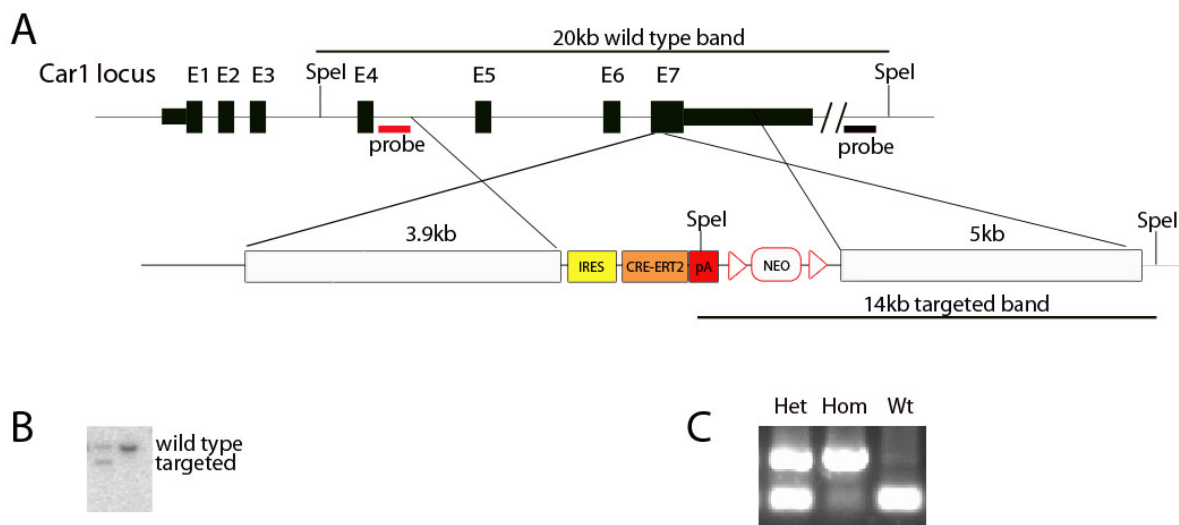 A
20kb wild type band
Car1 locus E1 E2 E3 SpeI E4 E5 E6 E7 SpeI
probe probe
3.9kb SpeI 5kb SpeI
IRES CRE-ERT2 pA NEO
14kb targeted band
B
wild type
targeted
C
Het Hom Wt